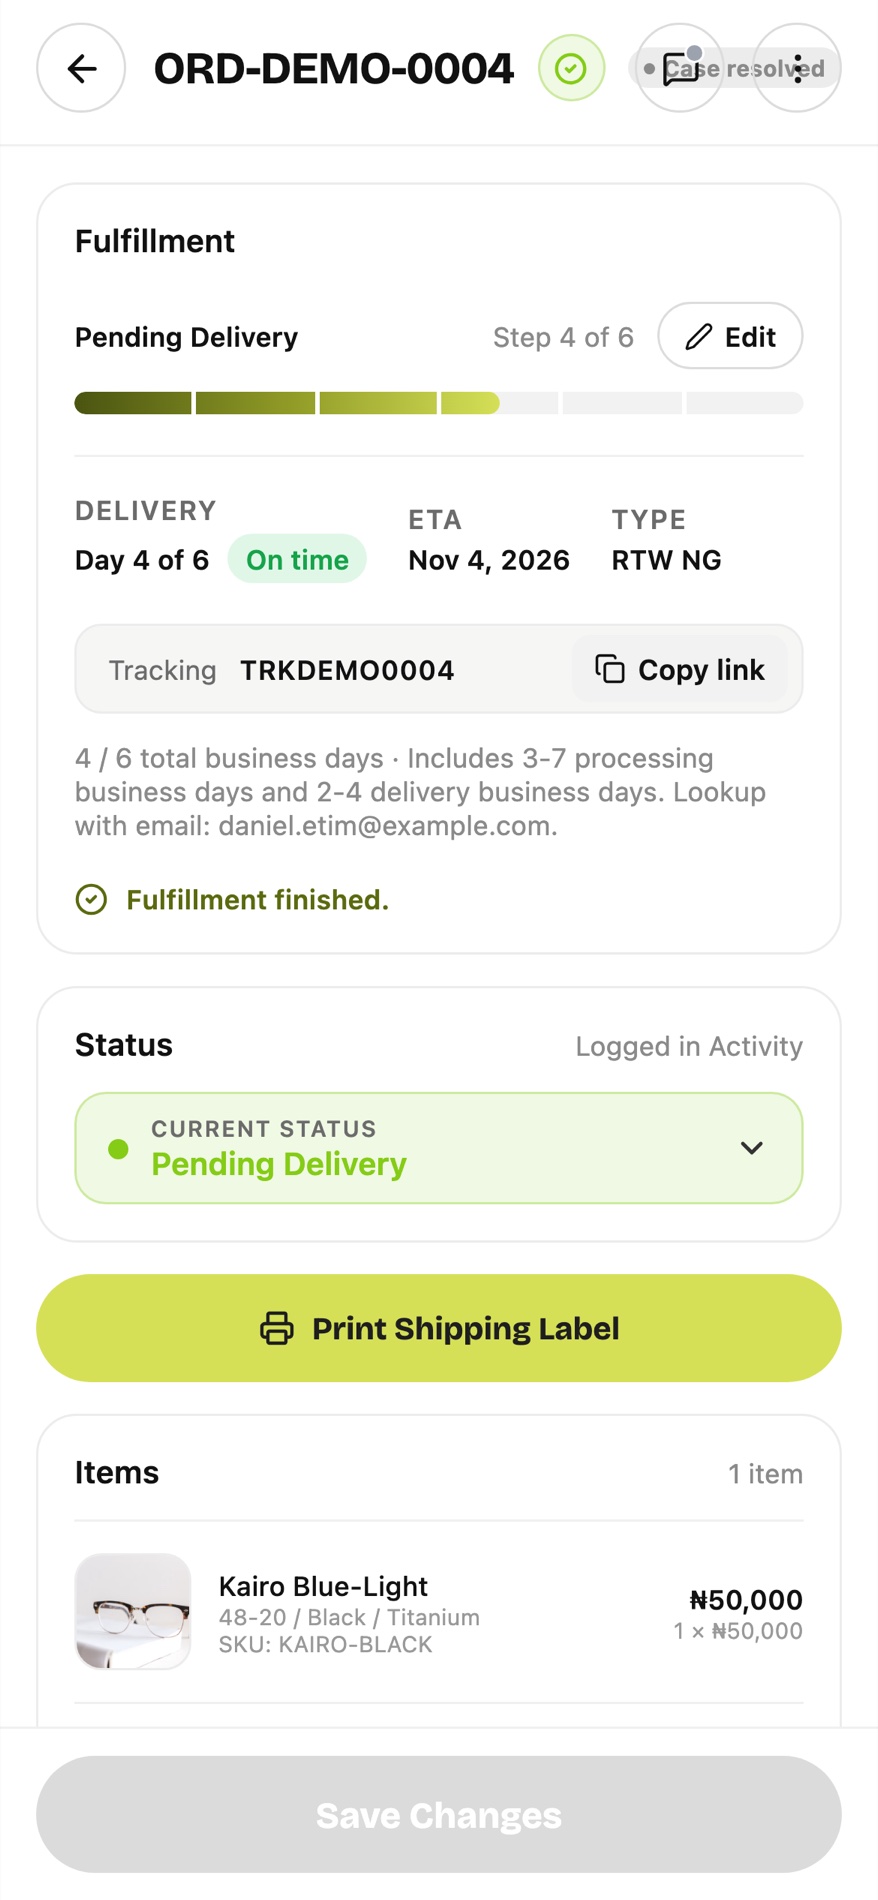 ORD-DEMO-0004
Case resolved
Fulfillment
Pending Delivery
Step 4 of 6
Edit
DELIVERY
Day 4 of 6
On time
ETA
Nov 4, 2026
TYPE
RTW NG
Tracking TRKDEMO0004
Copy link
4 / 6 total business days · Includes 3-7 processing
business days and 2-4 delivery business days. Lookup
with email: daniel.etim@example.com.
Fulfillment finished.
Status
Logged in Activity
CURRENT STATUS
Pending Delivery
Print Shipping Label
Items
1 item
Kairo Blue-Light
48-20 / Black / Titanium
SKU: KAIRO-BLACK
₦50,000
1 × ₦50,000
Save Changes